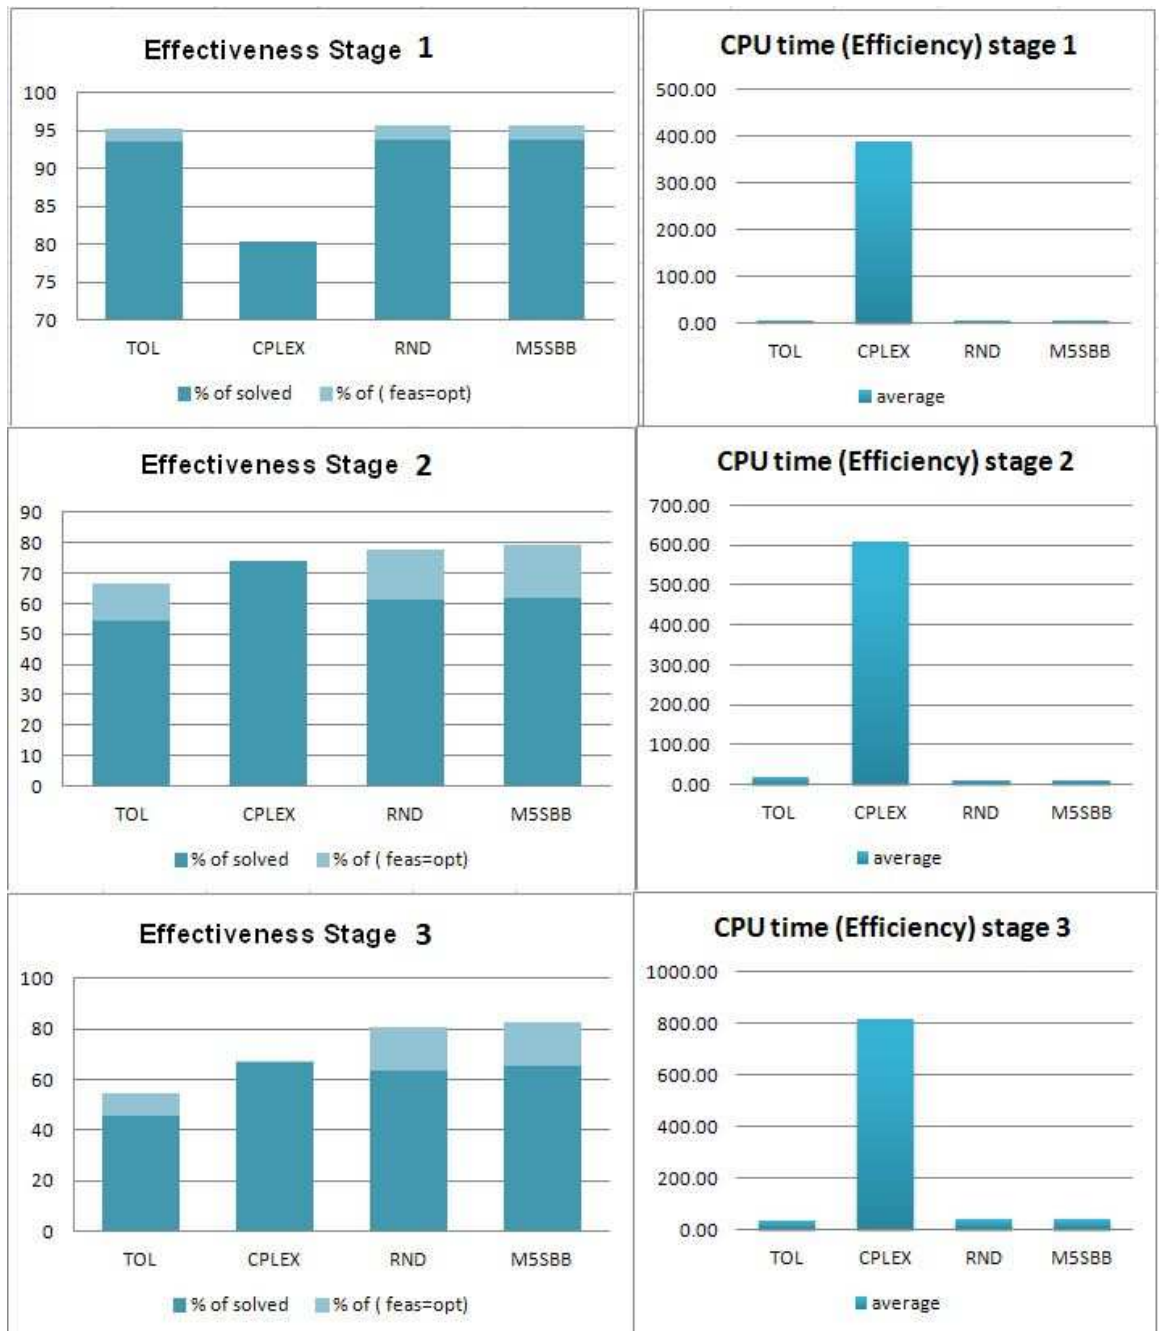 Effectiveness Stage 1
100
95
90
85
80
75
70
TOL CPLEX RND M5SBB
% of solved % of ( feas=opt)
CPU time (Efficiency) stage 1
500.00
400.00
300.00
200.00
100.00
0.00
TOL CPLEX RND M5SBB
average
Effectiveness Stage 2
90
80
70
60
50
40
30
20
10
0
TOL CPLEX RND M5SBB
% of solved % of ( feas=opt)
CPU time (Efficiency) stage 2
700.00
600.00
500.00
400.00
300.00
200.00
100.00
0.00
TOL CPLEX RND M5SBB
average
Effectiveness Stage 3
100
80
60
40
20
0
TOL CPLEX RND M5SBB
% of solved % of ( feas=opt)
CPU time (Efficiency) stage 3
1000.00
800.00
600.00
400.00
200.00
0.00
TOL CPLEX RND M5SBB
average